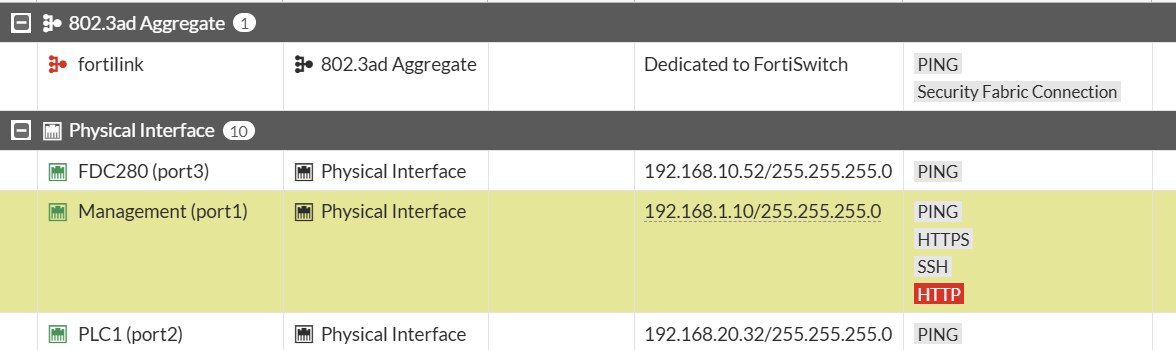 802.3ad Aggregate 1
fortilink 802.3ad Aggregate Dedicated to FortiSwitch PING
Security Fabric Connection
Physical Interface 10
FDC280 (port3) Physical Interface 192.168.10.52/255.255.255.0 PING
Management (port1) Physical Interface 192.168.1.10/255.255.255.0 PING
HTTPS
SSH
HTTP
PLC1 (port2) Physical Interface 192.168.20.32/255.255.255.0 PING